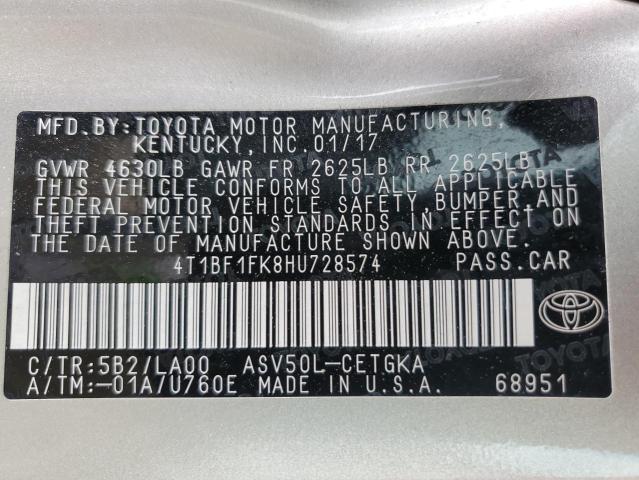 MFD.BY:TOYOTA MOTOR MANUFACTURING,
KENTUCKY,INC.01/17
GVWR 4630LB GAWR FR 2625LB RR 2625LB
THIS VEHICLE CONFORMS TO ALL APPLICABLE
FEDERAL MOTOR VEHICLE SAFETY, BUMPER,AND
THEFT PREVENTION STANDARDS IN EFFECT ON
THE DATE OF MANUFACTURE SHOWN ABOVE.
4T1BF1FK8HU728574 PASS.CAR
C/TR:5B2/LA00 ASV50L-CETGKA
A/TM:-01A/U760E MADE IN U.S.A. 68951